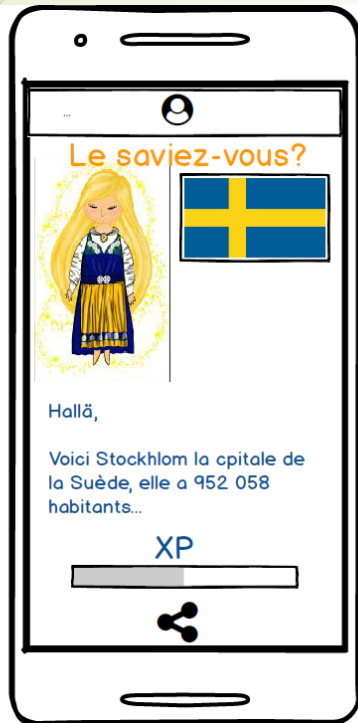 ...
Le saviez-vous?
Hallä,
Voici Stockhlom la cpitale de
la Suède, elle a 952 058
habitants...
XP